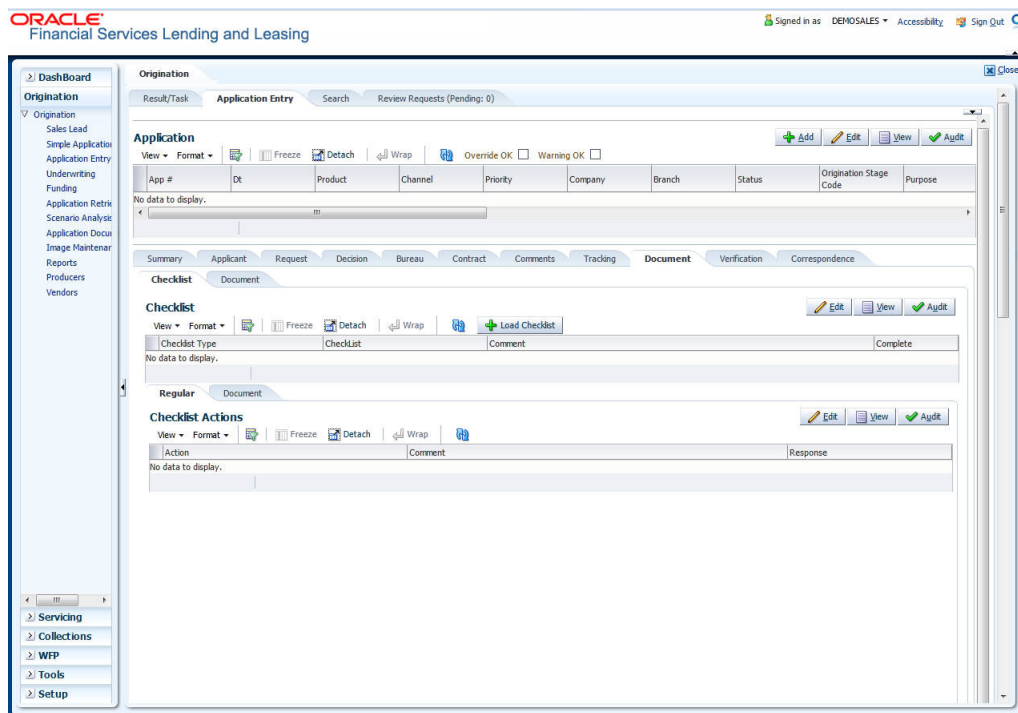 ORACLE
Signed in as DEMOSALES Accessibility Sign Out
Financial Services Lending and Leasing
Close
DashBoard
Origination
Origination
Sales Lead
Simple Application
Application Entry
Underwriting
Funding
Application Retrie
Scenario Analysis
Application Docu
Image Maintenan
Reports
Producers
Vendors
Servicing
Collections
WFP
Tools
Setup
Origination
Result/Task Application Entry Search Review Requests (Pending: 0)
Application
Add Edit View Audit
View Format Freeze Detach Wrap Override OK Warning OK
App # Dt Product Channel Priority Company Branch Status Origination Stage Code Purpose
No data to display.
Summary Applicant Request Decision Bureau Contract Comments Tracking Document Verification Correspondence
Checklist Document
Checklist
Edit View Audit
View Format Freeze Detach Wrap Load Checklist
Checklist Type CheckList Comment Complete
No data to display.
Regular Document
Checklist Actions
Edit View Audit
View Format Freeze Detach Wrap
Action Comment Response
No data to display.